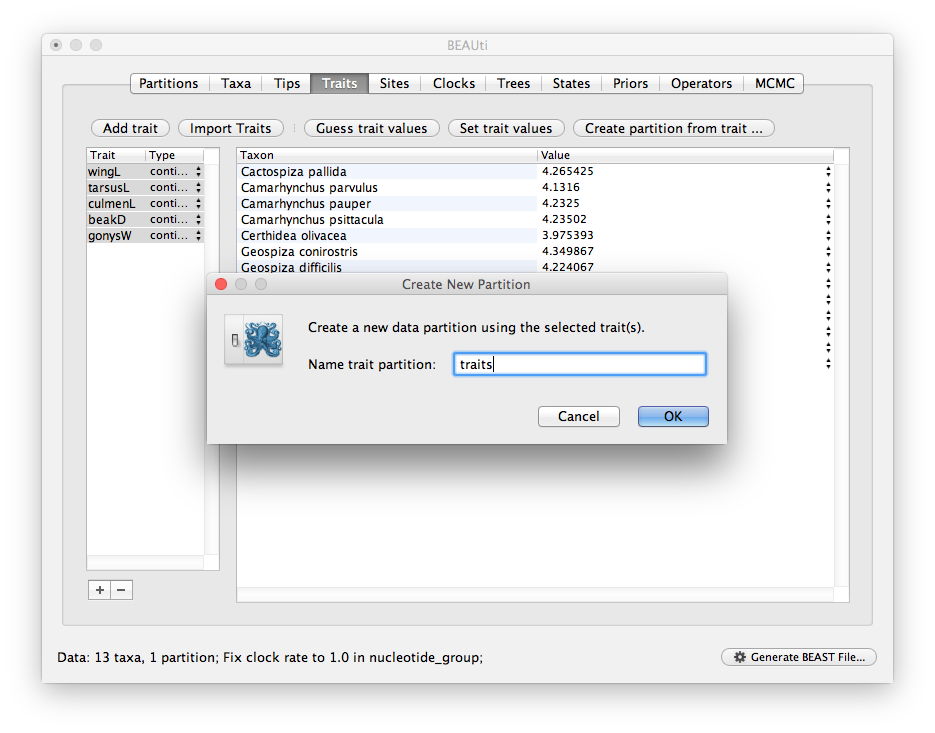 BEAUti
Partitions Taxa Tips Traits Sites Clocks Trees States Priors Operators MCMC
Add trait Import Traits Guess trait values Set trait values Create partition from trait ...
Trait Type Taxon Value
wingL conti... Cactospiza pallida 4.265425
tarsusL conti... Camarhynchus parvulus 4.1316
culmenL conti... Camarhynchus pauper 4.2325
beakD conti... Camarhynchus psittacula 4.23502
gonysW conti... Certhidea olivacea 3.975393
Geospiza conirostris 4.349867
Geospiza difficilis 4.224067
Create New Partition
Create a new data partition using the selected trait(s).
Name trait partition: traits
Cancel OK
+ −
Data: 13 taxa, 1 partition; Fix clock rate to 1.0 in nucleotide_group;
Generate BEAST File...